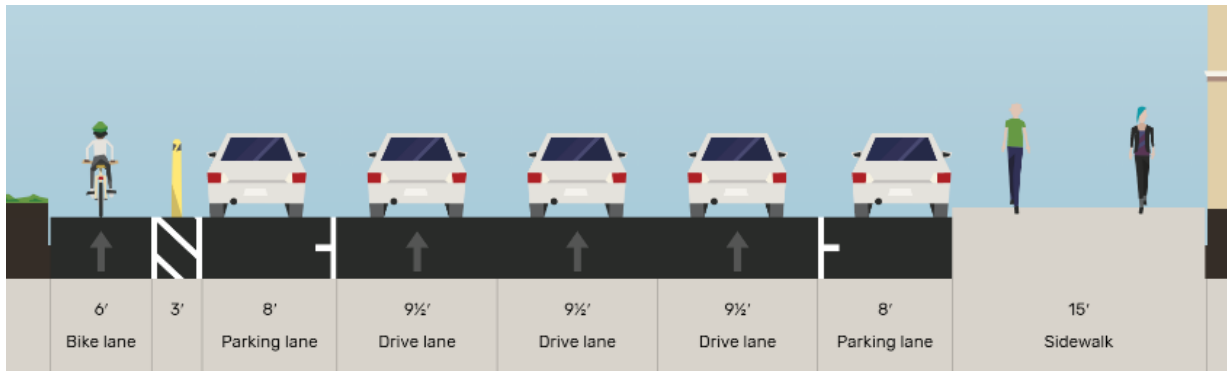 6′ 3′ 8′ 9½′ 9½′ 9½′ 8′ 15′
Bike lane Parking lane Drive lane Drive lane Drive lane Parking lane Sidewalk